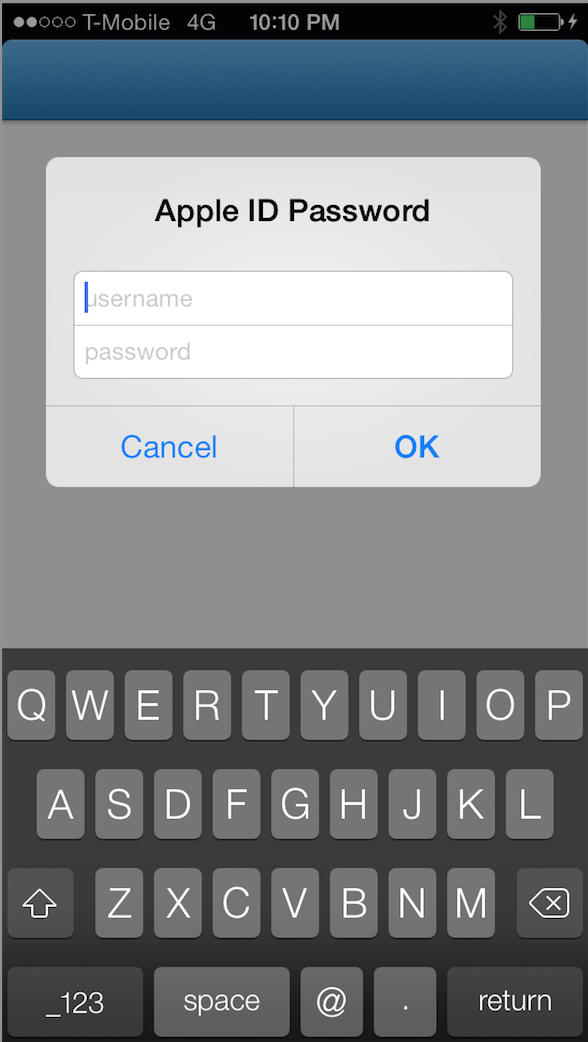 T-Mobile 4G 10:10 PM
Apple ID Password
username
password
Cancel OK
Q W E R T Y U I O P
A S D F G H J K L
Z X C V B N M
_123 space @ . return